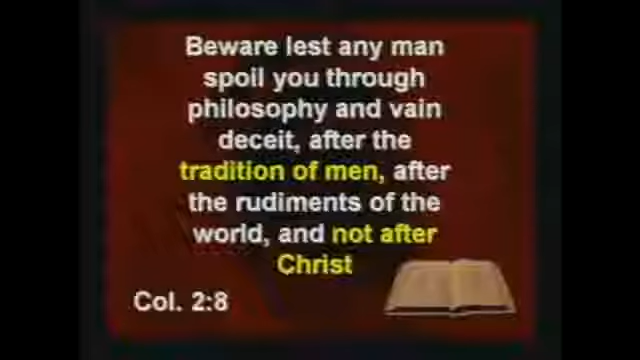 Beware lest any man
spoil you through
philosophy and vain
deceit, after the
tradition of men, after
the rudiments of the
world, and not after
Christ
Col. 2:8